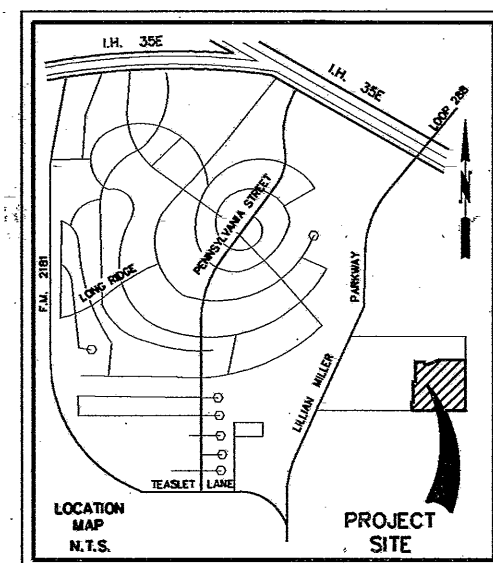 I.H. 35E
I.H. 35E
LOOP 288
PENNSYLVANIA STREET
LONG RIDGE
F.M. 2181
LILLIAN MILLER PARKWAY
TEASLET LANE
LOCATION
MAP
N.T.S.
PROJECT
SITE
N